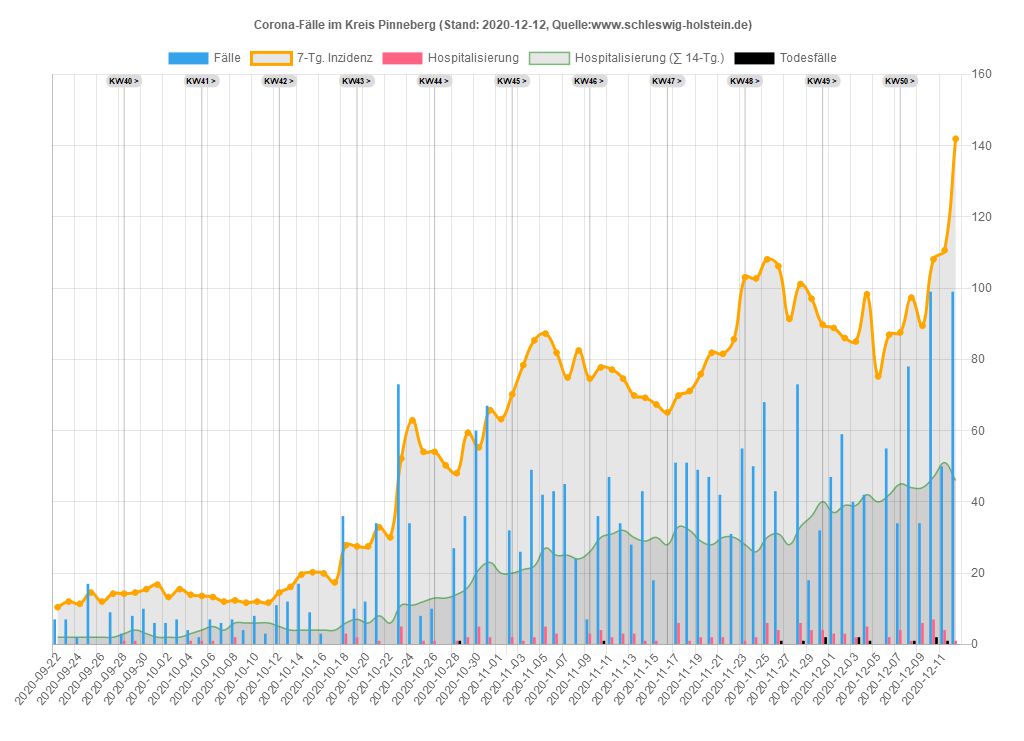 Corona-Fälle im Kreis Pinneberg (Stand: 2020-12-12, Quelle:www.schleswig-holstein.de)
Fälle 7-Tg. Inzidenz Hospitalisierung Hospitalisierung (∑ 14-Tg.) Todesfälle
KW40 > KW41 > KW42 > KW43 > KW44 > KW45 > KW46 > KW47 > KW48 > KW49 > KW50 >
160
140
120
100
80
60
40
20
0
2020-09-22 2020-09-24 2020-09-26 2020-09-28 2020-09-30 2020-10-02 2020-10-04 2020-10-06 2020-10-08 2020-10-10 2020-10-12 2020-10-14 2020-10-16 2020-10-18 2020-10-20 2020-10-22 2020-10-24 2020-10-26 2020-10-28 2020-10-30 2020-11-01 2020-11-03 2020-11-05 2020-11-07 2020-11-09 2020-11-11 2020-11-13 2020-11-15 2020-11-17 2020-11-19 2020-11-21 2020-11-23 2020-11-25 2020-11-27 2020-11-29 2020-12-01 2020-12-03 2020-12-05 2020-12-07 2020-12-09 2020-12-11